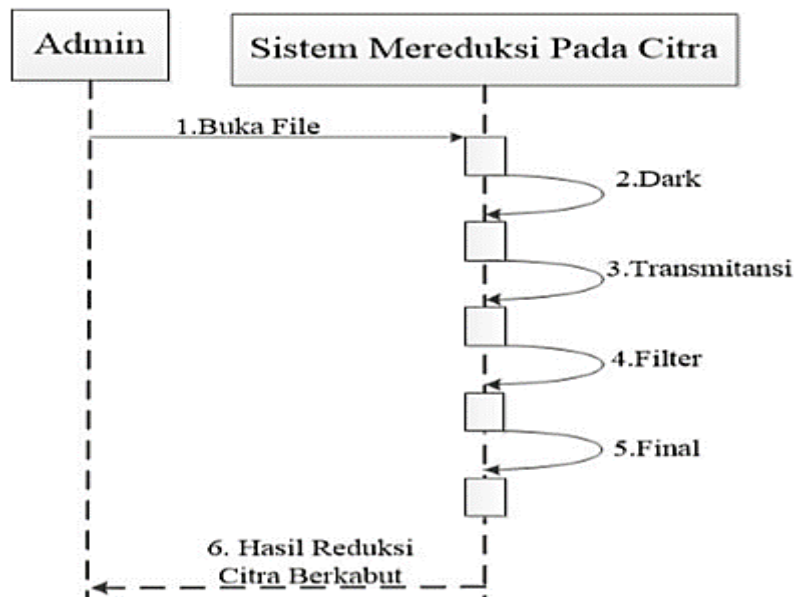 Admin
Sistem Mereduksi Pada Citra
1.Buka File
2.Dark
3.Transmitansi
4.Filter
5.Final
6. Hasil Reduksi
Citra Berkabut